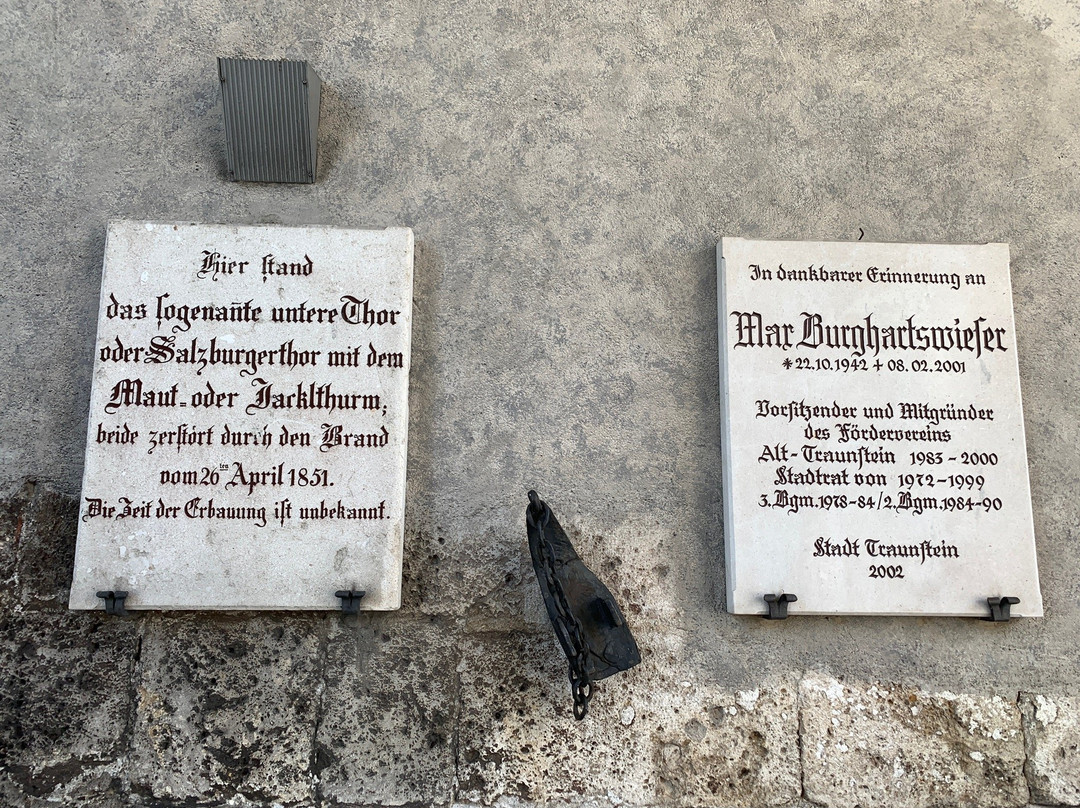 Hier ſtand
das ſogenan̅te untere Thor
oder Salzburgerthor mit dem
Maut- oder Jacklthurm;
beide zerſtört durch den Brand
vom 26ten April 1851.
Die Zeit der Erbauung iſt unbekannt.
In dankbarer Erinnerung an
Max Burghartswieſer
* 22.10.1942 + 08.02.2001
Vorſitzender und Mitgründer
des Fördervereins
Alt-Traunſtein 1983 - 2000
Stadtrat von 1972-1999
3.Bgm.1978-84/2.Bgm.1984-90
Stadt Traunſtein
2002